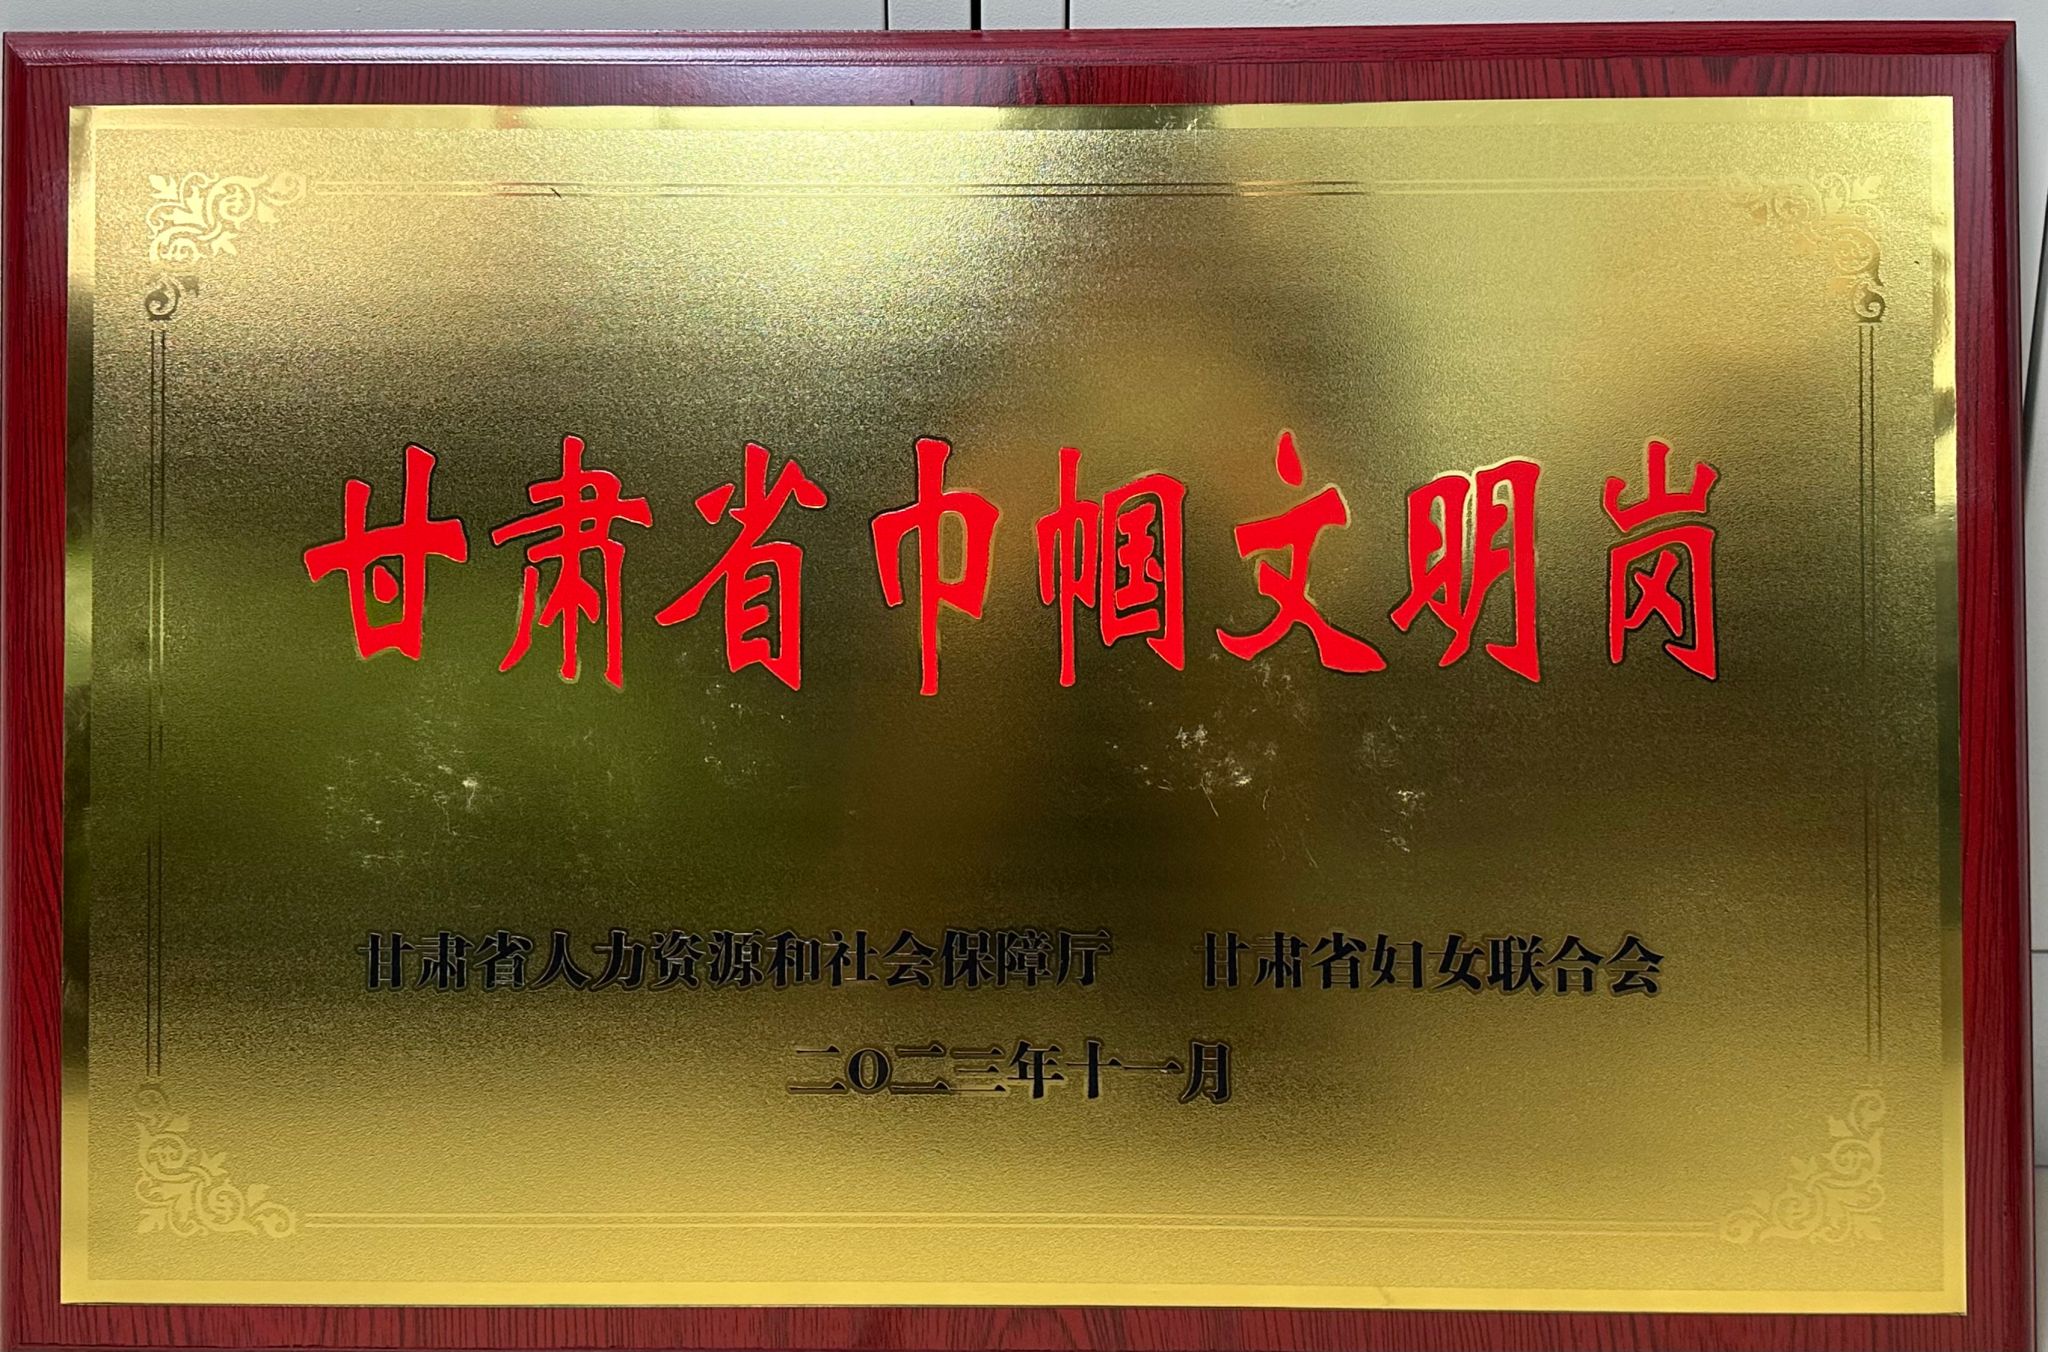 甘肃省巾帼文明岗
甘肃省人力资源和社会保障厅 甘肃省妇女联合会
二O二三年十一月